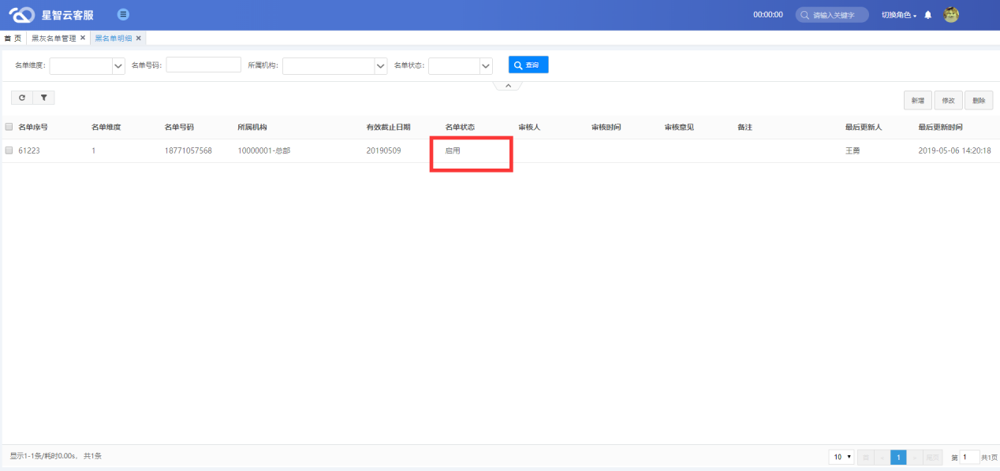 星智云客服
00:00:00 请输入关键字 切换角色
首 页 黑灰名单管理 × 黑名单明细 ×
名单维度: 名单号码: 所属机构: 名单状态: 查询
新增 修改 删除
名单序号 名单维度 名单号码 所属机构 有效截止日期 名单状态 审核人 审核时间 审核意见 备注 最后更新人 最后更新时间
61223 1 18771057568 10000001-总部 20190509 启用 王勇 2019-05-06 14:20:18
显示1-1条/耗时0.00s, 共1条
10 1 尾页 第 1 共1页